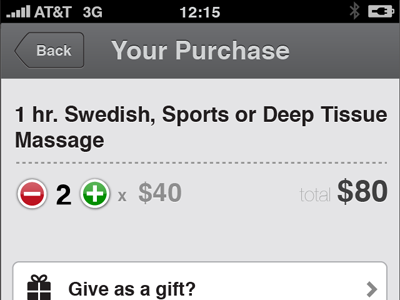 AT&T 3G 12:15
Back Your Purchase
1 hr. Swedish, Sports or Deep Tissue
Massage
2 x $40 total $80
Give as a gift?